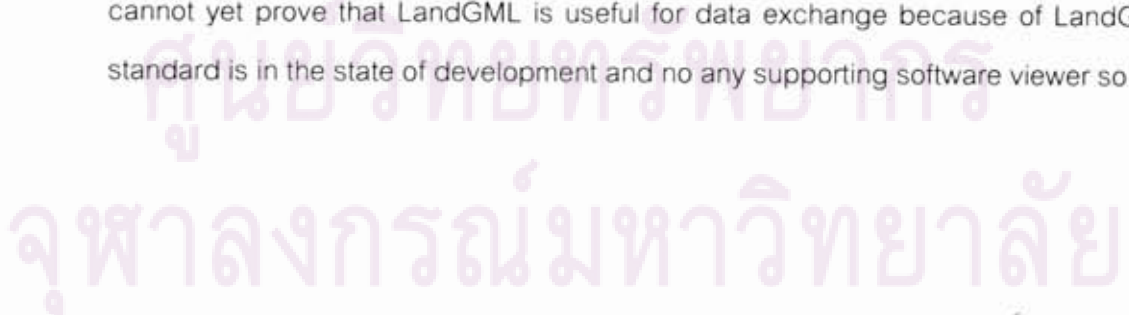 cannot yet prove that LandGML is useful for data exchange because of
standard is in the state of development and no any supporting software viewer so
ศูนย์วิทยทรัพยากร
จุฬาลงกรณ์มหาวิทยาลัย